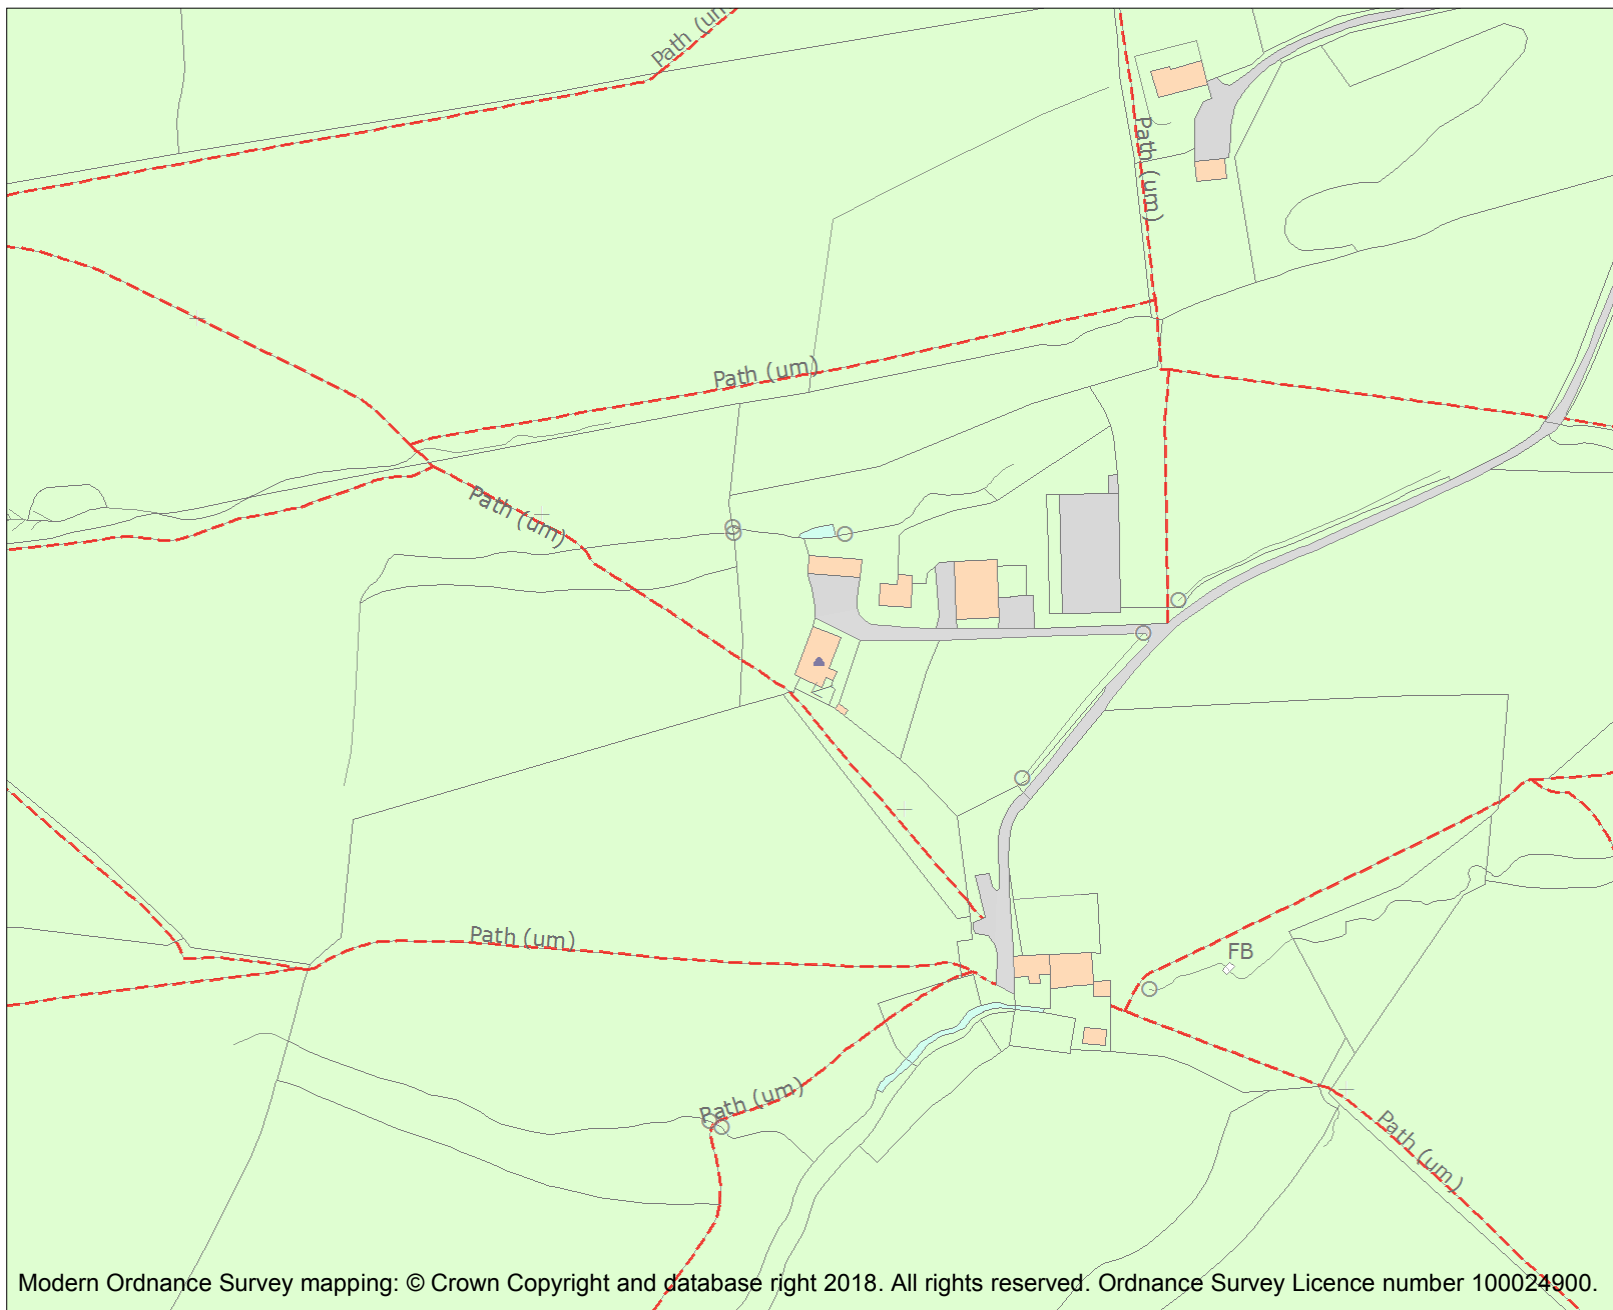 Path (um)
Path (um)
Path (um)
Path (um)
Path (um)
FB
Path (um)
Path (um)
Modern Ordnance Survey mapping: © Crown Copyright and database right 2018. All rights reserved. Ordnance Survey Licence number 100024900.